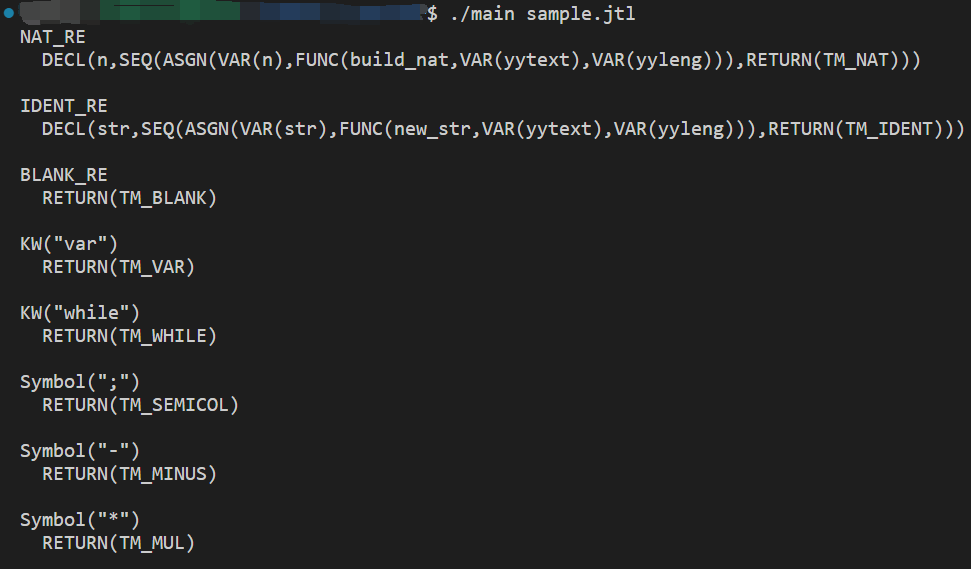 $ ./main sample.jtl
NAT_RE
  DECL(n,SEQ(ASGN(VAR(n),FUNC(build_nat,VAR(yytext),VAR(yyleng))),RETURN(TM_NAT)))

IDENT_RE
  DECL(str,SEQ(ASGN(VAR(str),FUNC(new_str,VAR(yytext),VAR(yyleng))),RETURN(TM_IDENT)))

BLANK_RE
  RETURN(TM_BLANK)

KW("var")
  RETURN(TM_VAR)

KW("while")
  RETURN(TM_WHILE)

Symbol(";")
  RETURN(TM_SEMICOL)

Symbol("-")
  RETURN(TM_MINUS)

Symbol("*")
  RETURN(TM_MUL)